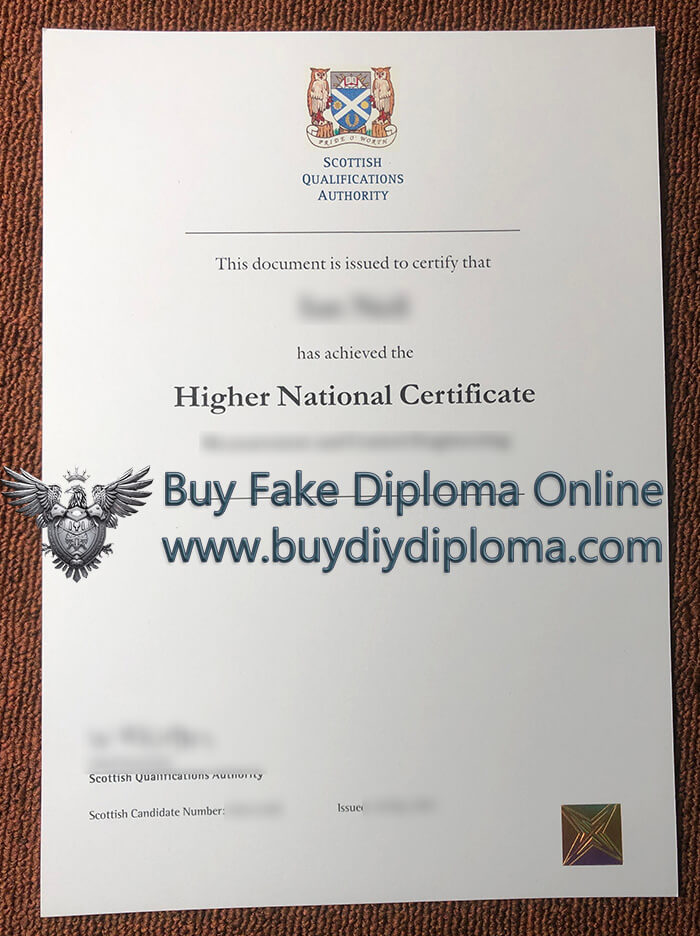 PRIDE O' WORTH
SCOTTISH
QUALIFICATIONS
AUTHORITY
This document is issued to certify that
has achieved the
Higher National Certificate
Buy Fake Diploma Online
www.buydiydiploma.com
Scottish Qualifications Authority
Scottish Candidate Number:
Issued